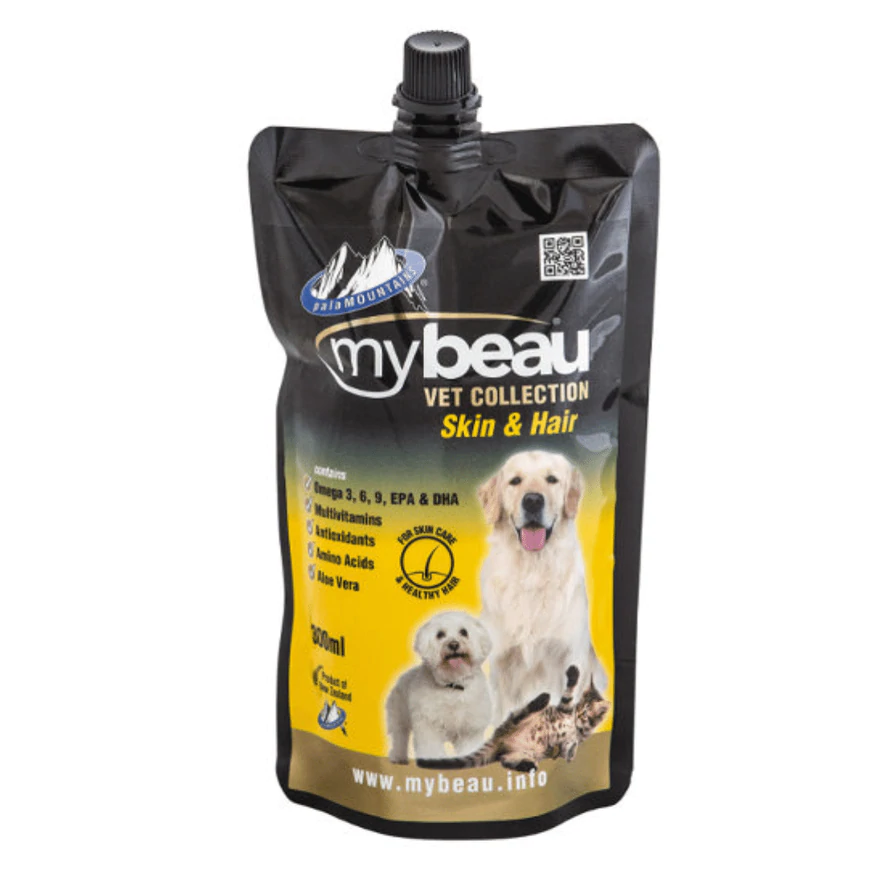 palaMOUNTAINS®
mybeau
VET COLLECTION
Skin & Hair
contains
Omega 3, 6, 9, EPA & DHA
Multivitamins
Antioxidants
Amino Acids
Aloe Vera
FOR SKIN CARE
& HEALTHY HAIR
300ml
Product of
New Zealand
www.mybeau.info